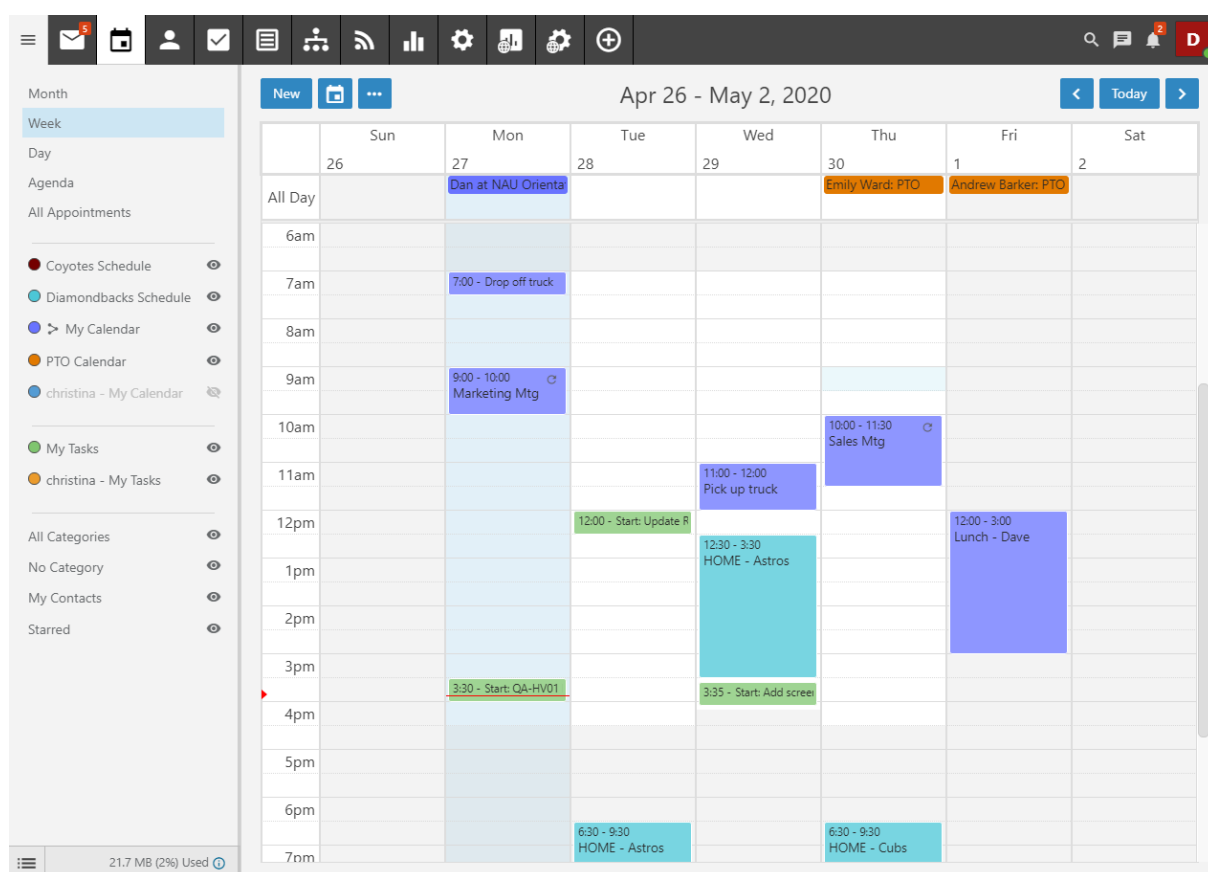 5
2
D
Month
Week
Day
Agenda
All Appointments
Coyotes Schedule
Diamondbacks Schedule
My Calendar
PTO Calendar
christina - My Calendar
My Tasks
christina - My Tasks
All Categories
No Category
My Contacts
Starred
21.7 MB (2%) Used
New
Apr 26 - May 2, 2020
Today
Sun Mon Tue Wed Thu Fri Sat
26 27 28 29 30 1 2
All Day
Dan at NAU Orienta
Emily Ward: PTO
Andrew Barker: PTO
6am
7am
7:00 - Drop off truck
8am
9am
9:00 - 10:00
Marketing Mtg
10am
10:00 - 11:30
Sales Mtg
11am
11:00 - 12:00
Pick up truck
12pm
12:00 - Start: Update R
12:00 - 3:00
Lunch - Dave
12:30 - 3:30
HOME - Astros
1pm
2pm
3pm
3:30 - Start: QA-HV01
3:35 - Start: Add scree
4pm
5pm
6pm
6:30 - 9:30
HOME - Astros
6:30 - 9:30
HOME - Cubs
7pm